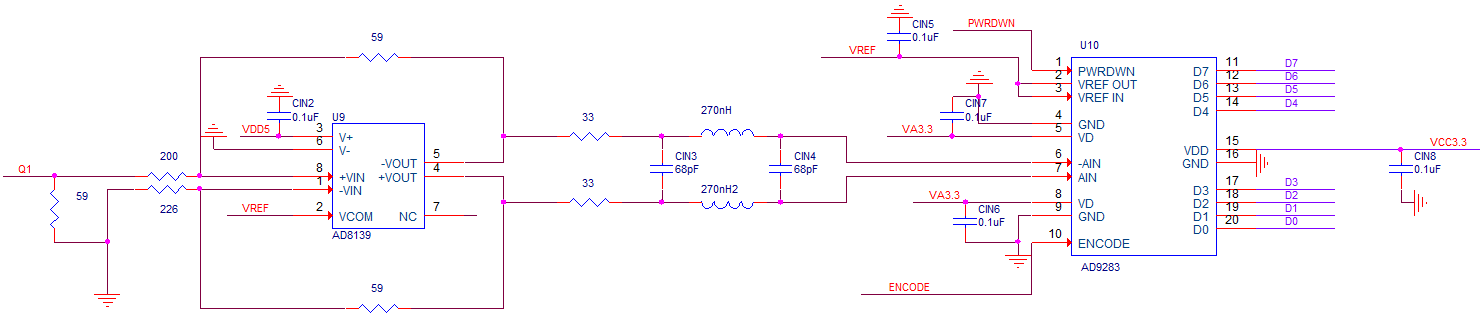 59
CIN2
0.1uF
VDD5
U9
3
V+
6
V-
200
Q1
8
+VIN
1
-VIN
-VOUT
5
+VOUT
4
59
226
VREF
2
VCOM
NC
7
AD8139
59
33
270nH
CIN3
68pF
CIN4
68pF
33
270nH2
CIN5
0.1uF
PWRDWN
VREF
U10
1
PWRDWN
2
VREF OUT
3
VREF IN
CIN7
0.1uF
4
GND
VA3.3
5
VD
6
-AIN
7
AIN
VA3.3
8
VD
CIN6
0.1uF
9
GND
10
ENCODE
ENCODE
AD9283
D7
11
D7
D6
12
D6
D5
13
D5
D4
14
D4
VDD
15
VCC3.3
GND
16
CIN8
0.1uF
D3
17
D3
D2
18
D2
D1
19
D1
D0
20
D0